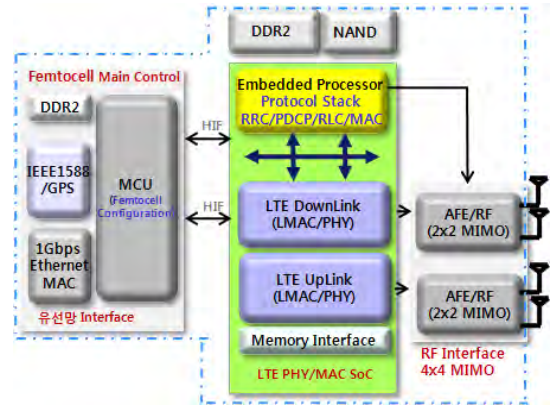 DDR2
NAND
Femtocell Main Control
DDR2
IEEE1588
/GPS
1Gbps
Ethernet
MAC
MCU
(Femtocell
Configuration)
유선망 Interface
HIF
HIF
Embedded Processor
Protocol Stack
RRC/PDCP/RLC/MAC
LTE DownLink
(LMAC/PHY)
LTE UpLink
(LMAC/PHY)
Memory Interface
LTE PHY/MAC SoC
AFE/RF
(2x2 MIMO)
AFE/RF
(2x2 MIMO)
RF Interface
4x4 MIMO